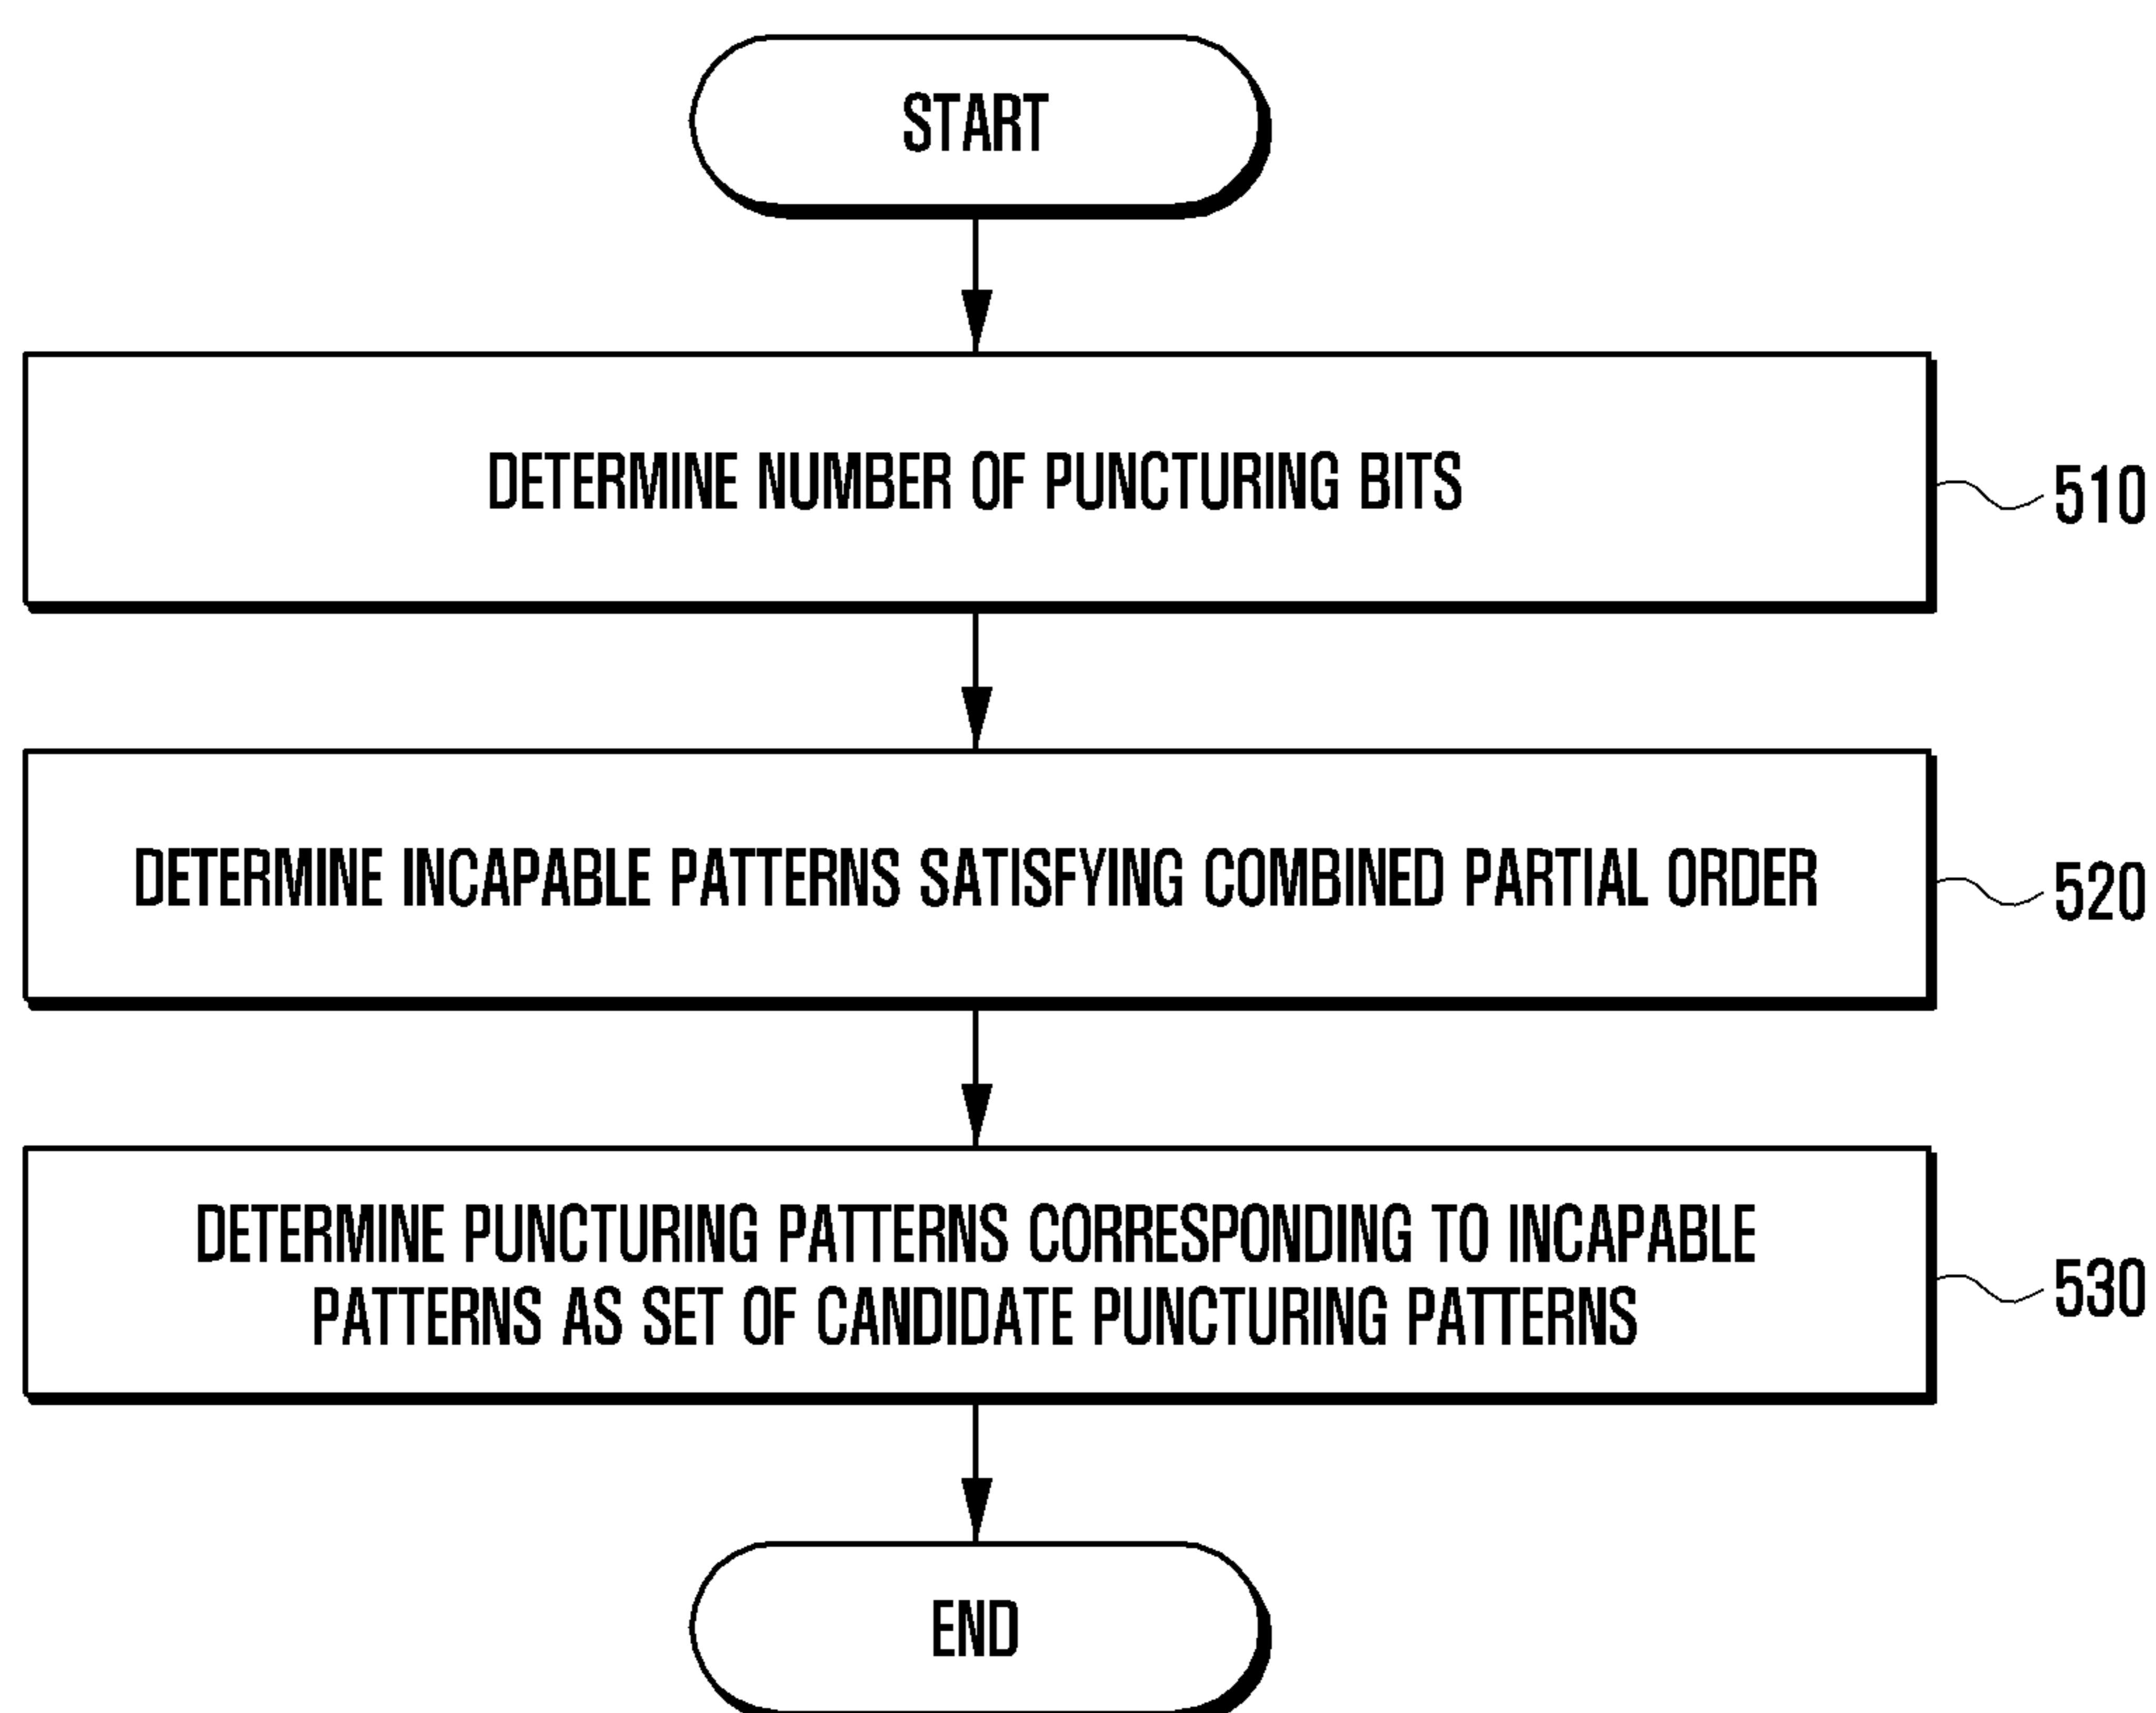 START
DETERMINE NUMBER OF PUNCTURING BITS
510
DETERMINE INCAPABLE PATTERNS SATISFYING COMBINED PARTIAL ORDER
520
DETERMINE PUNCTURING PATTERNS CORRESPONDING TO INCAPABLE
PATTERNS AS SET OF CANDIDATE PUNCTURING PATTERNS
530
END